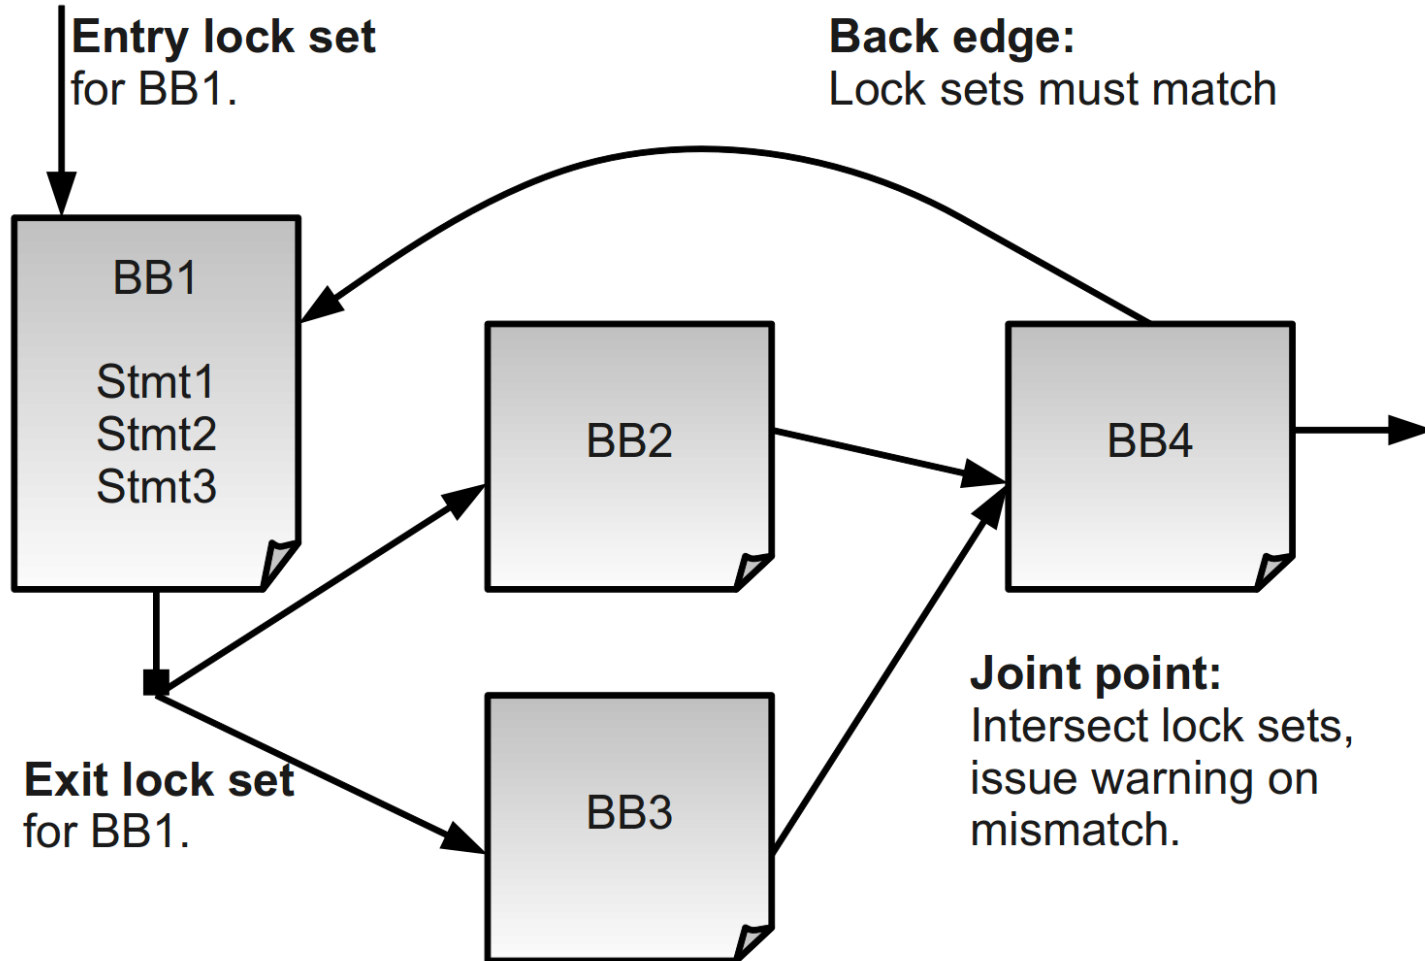 Entry lock set
for BB1.
Back edge:
Lock sets must match
BB1
Stmt1
Stmt2
Stmt3
BB2
BB4
Exit lock set
for BB1.
BB3
Joint point:
Intersect lock sets,
issue warning on
mismatch.